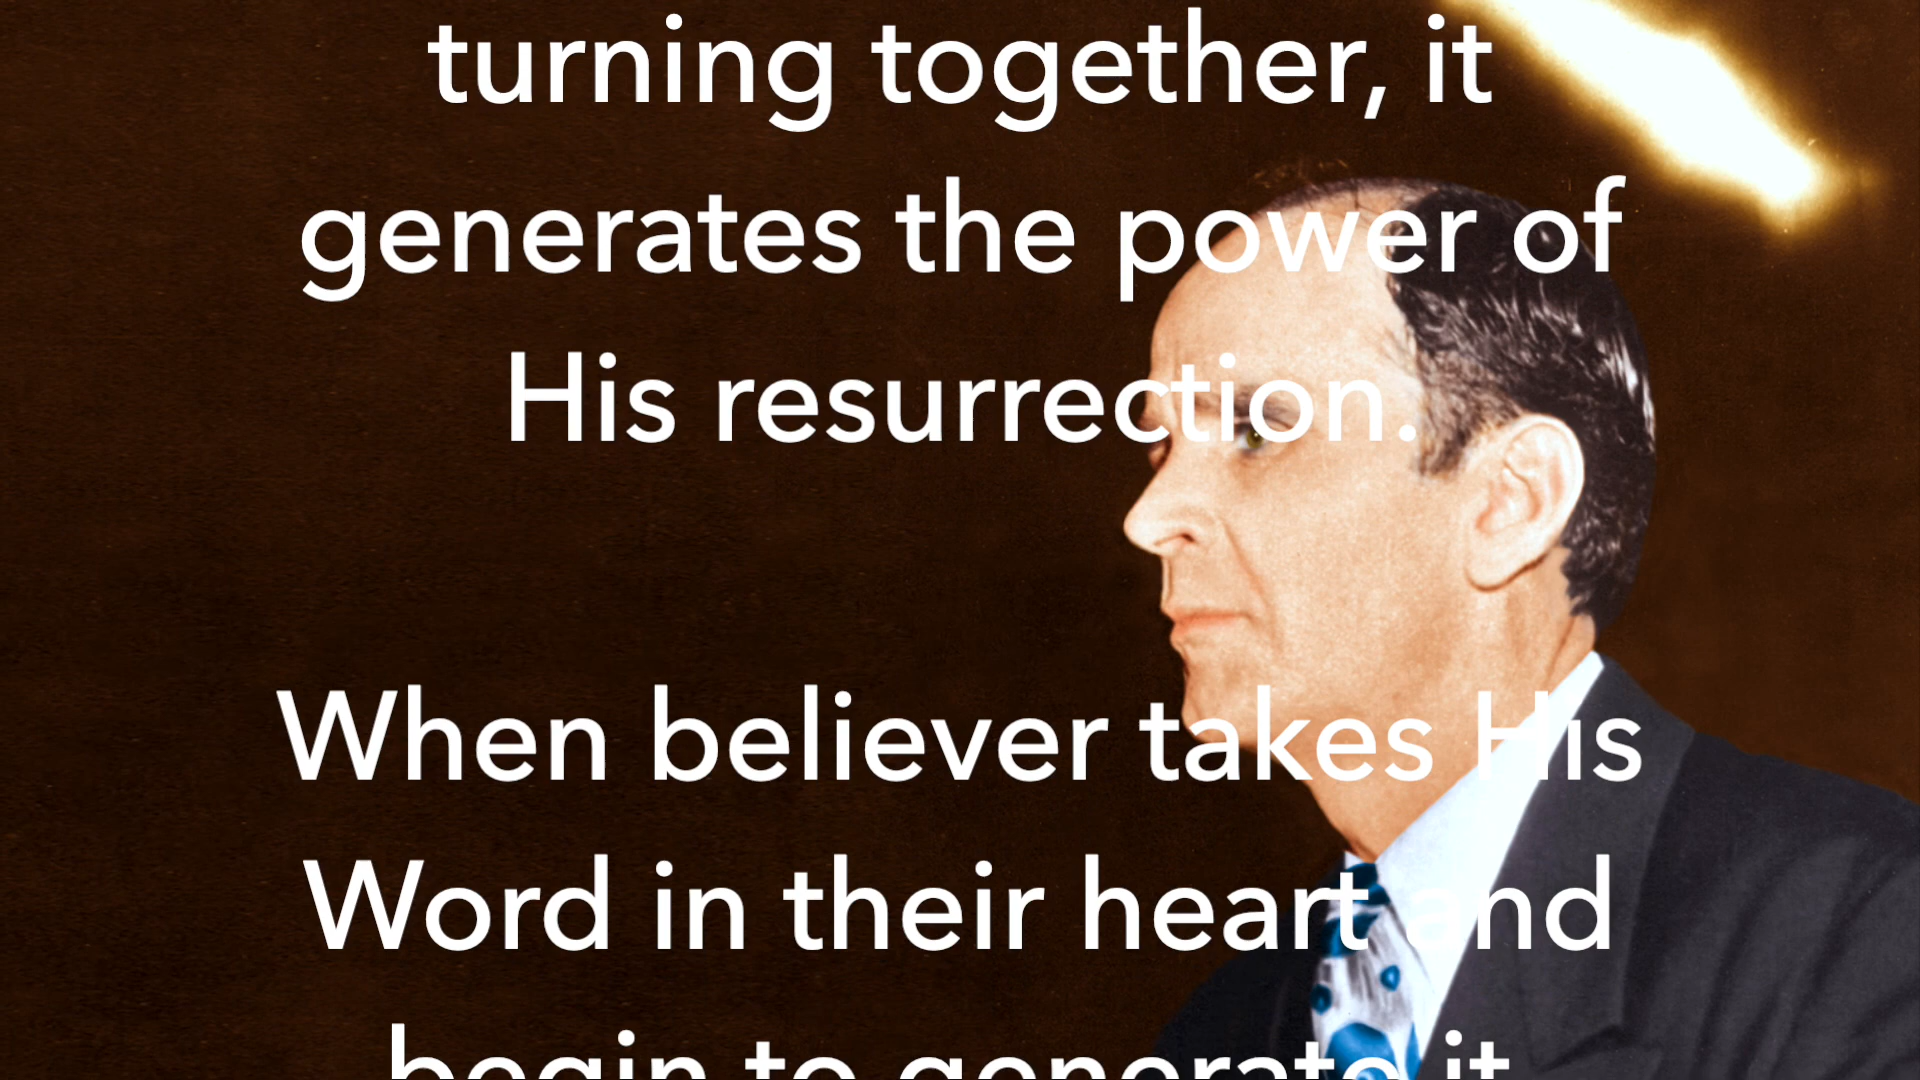 turning together, it
generates the power of
His resurrection.
When believer takes His
Word in their heart and
begin to generate it